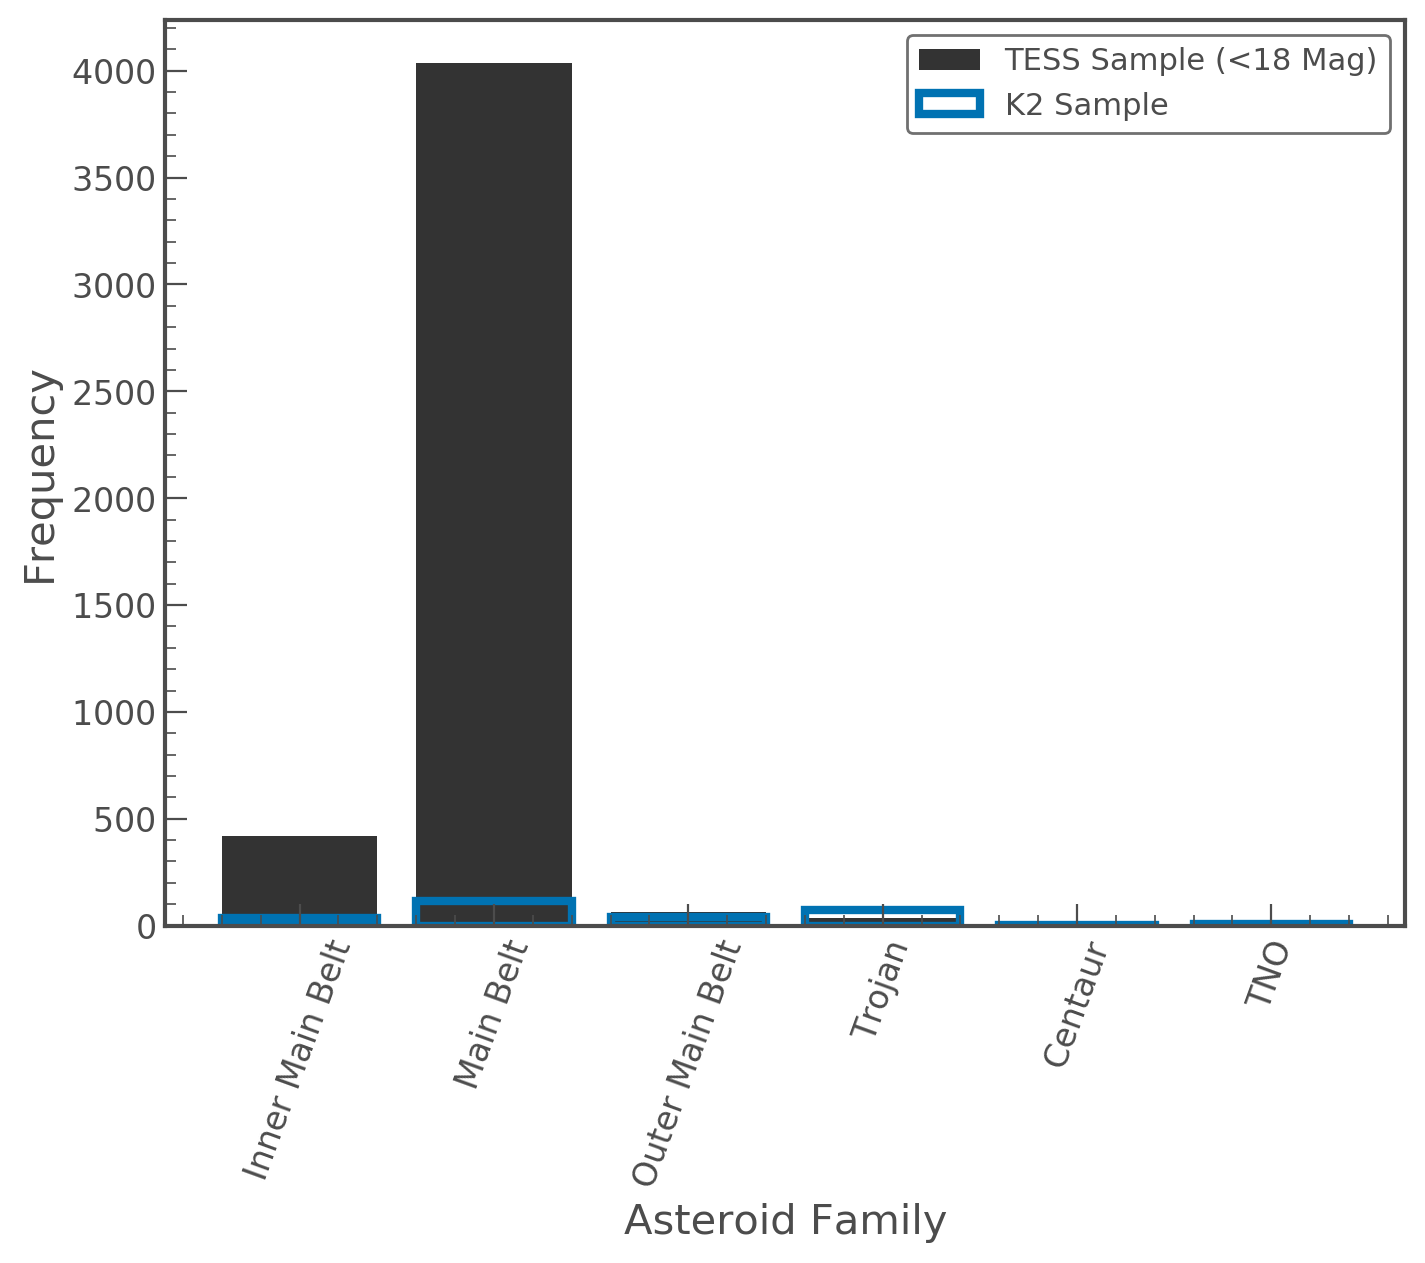 TESS Sample (<18 Mag)
K2 Sample
4000
3500
3000
2500
2000
1500
1000
500
0
Frequency
Inner Main Belt
Main Belt
Outer Main Belt
Trojan
Centaur
TNO
Asteroid Family